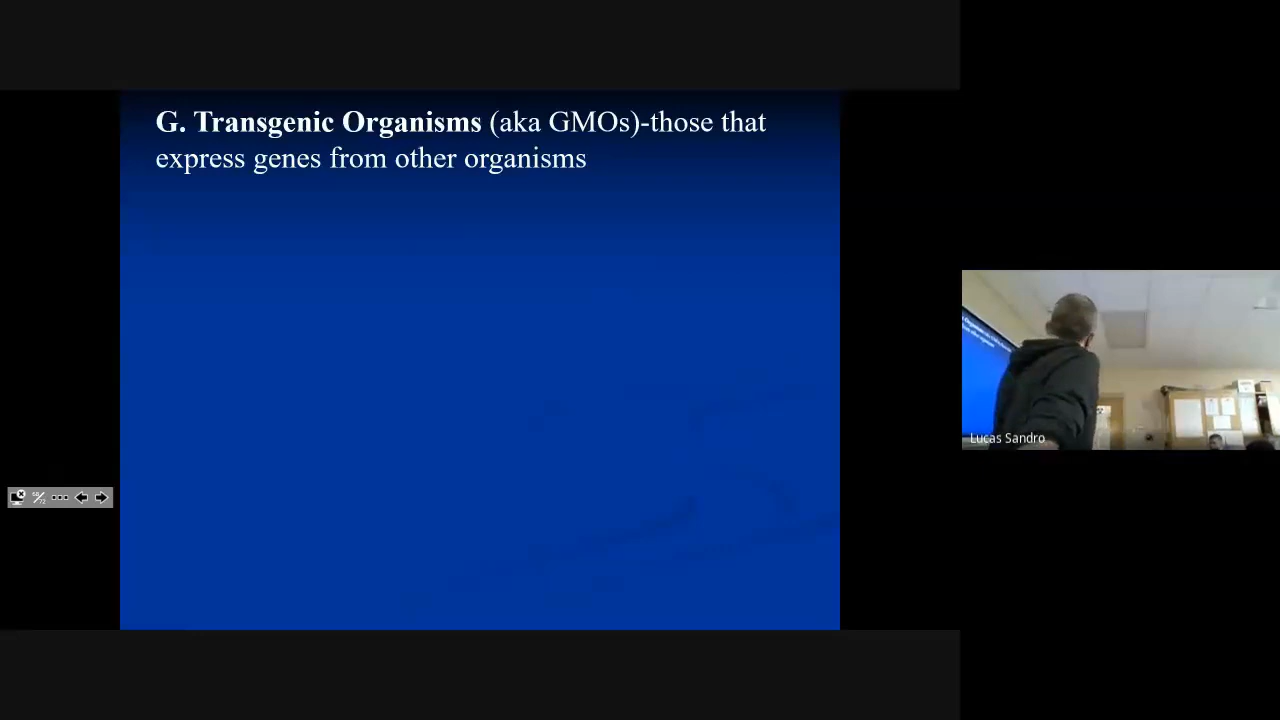 G. Transgenic Organisms (aka GMOs)-those that
express genes from other organisms
Lucas Sandro